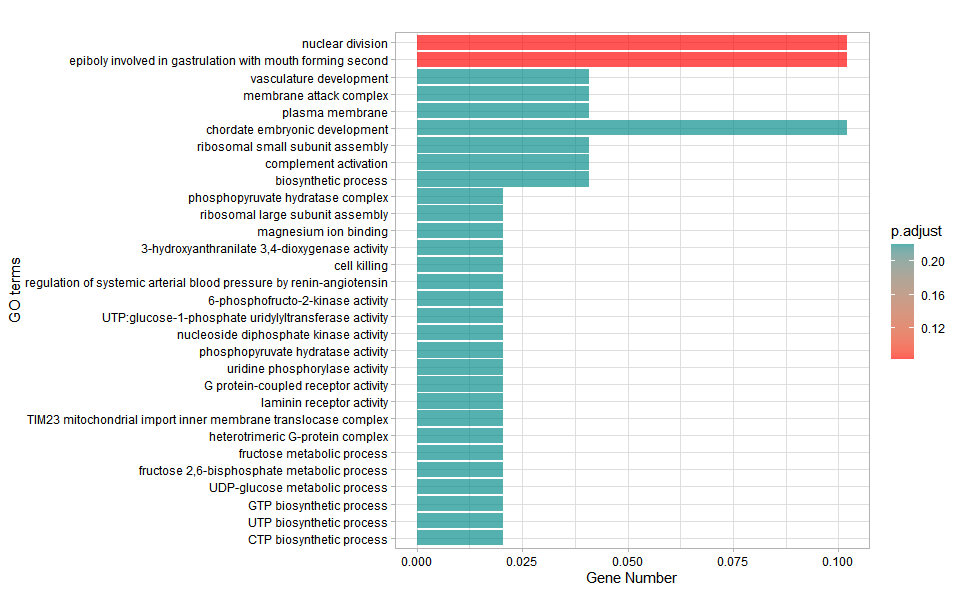 nuclear division
epiboly involved in gastrulation with mouth forming second
vasculature development
membrane attack complex
plasma membrane
chordate embryonic development
ribosomal small subunit assembly
complement activation
biosynthetic process
phosphopyruvate hydratase complex
ribosomal large subunit assembly
magnesium ion binding
3-hydroxyanthranilate 3,4-dioxygenase activity
cell killing
regulation of systemic arterial blood pressure by renin-angiotensin
6-phosphofructo-2-kinase activity
UTP:glucose-1-phosphate uridylyltransferase activity
nucleoside diphosphate kinase activity
phosphopyruvate hydratase activity
uridine phosphorylase activity
G protein-coupled receptor activity
laminin receptor activity
TIM23 mitochondrial import inner membrane translocase complex
heterotrimeric G-protein complex
fructose metabolic process
fructose 2,6-bisphosphate metabolic process
UDP-glucose metabolic process
GTP biosynthetic process
UTP biosynthetic process
CTP biosynthetic process
GO terms
0.000 0.025 0.050 0.075 0.100
Gene Number
p.adjust
0.20
0.16
0.12